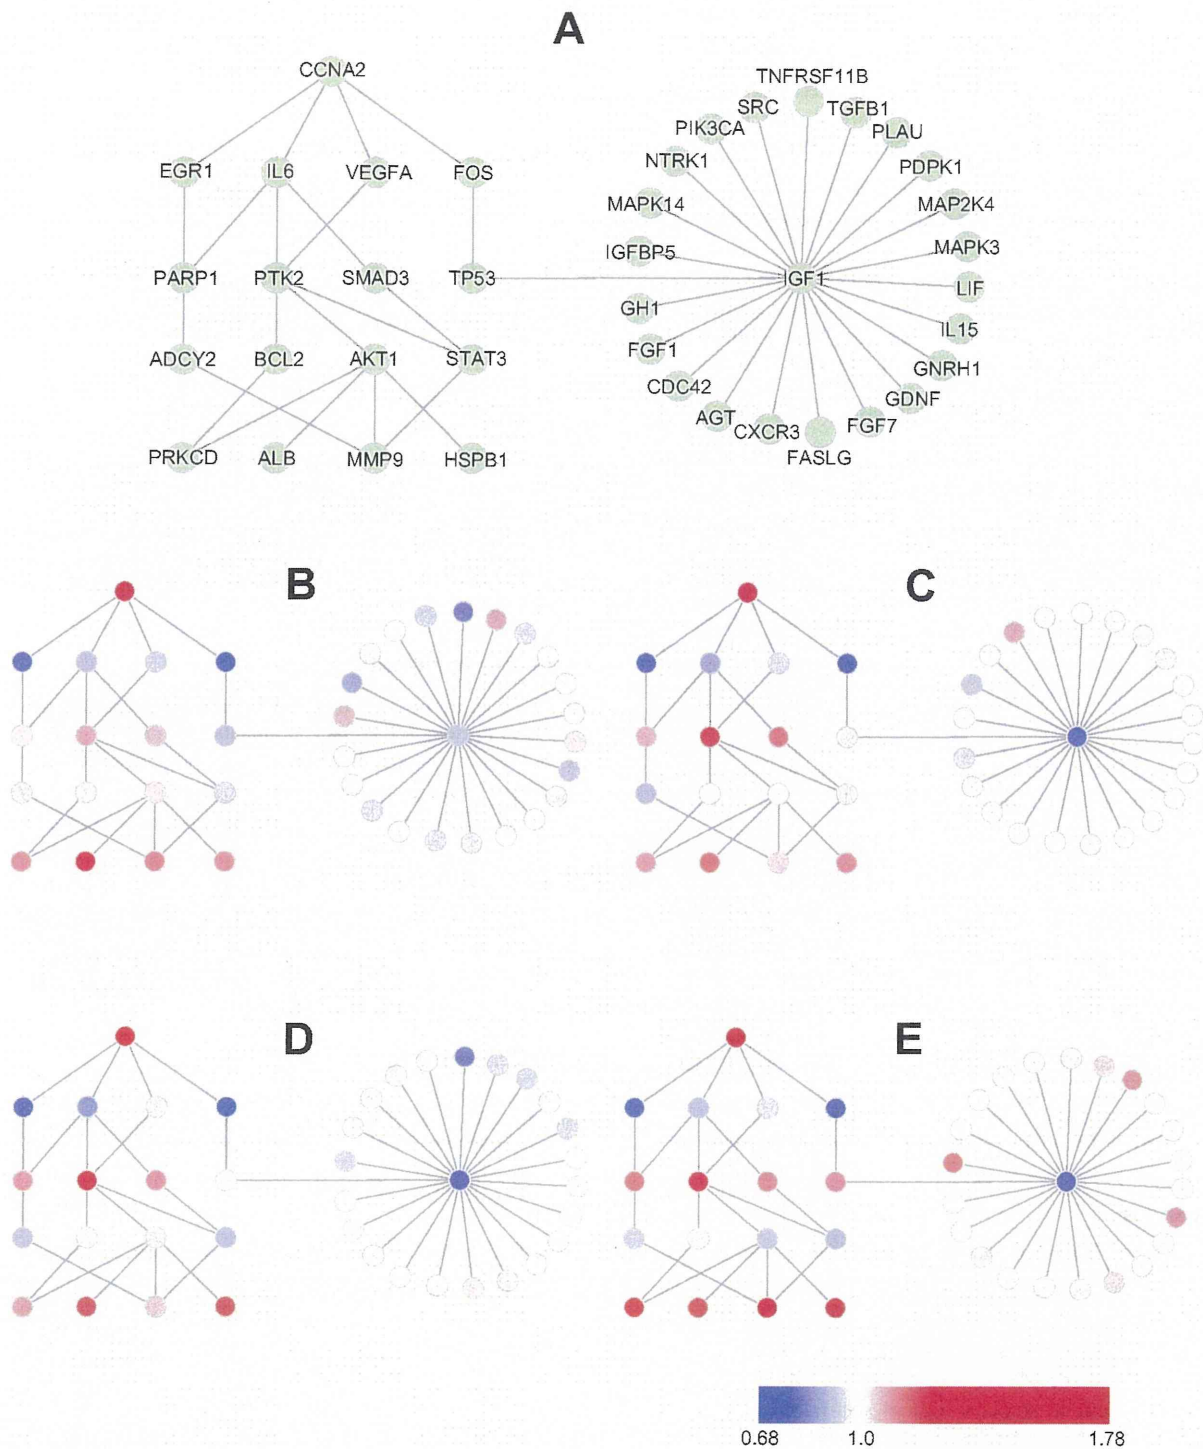 A
CCNA2
EGR1 IL6 VEGFA FOS
PARP1 PTK2 SMAD3 TP53
ADCY2 BCL2 AKT1 STAT3
PRKCD ALB MMP9 HSPB1
TNFRSF11B
SRC TGFB1
PIK3CA PLAU
NTRK1 PDPK1
MAPK14 MAP2K4
IGFBP5 MAPK3
IGF1
GH1 LIF
FGF1 IL15
CDC42 GNRH1
AGT GDNF
CXCR3 FGF7
FASLG
B C
D E
0.68 1.0 1.78